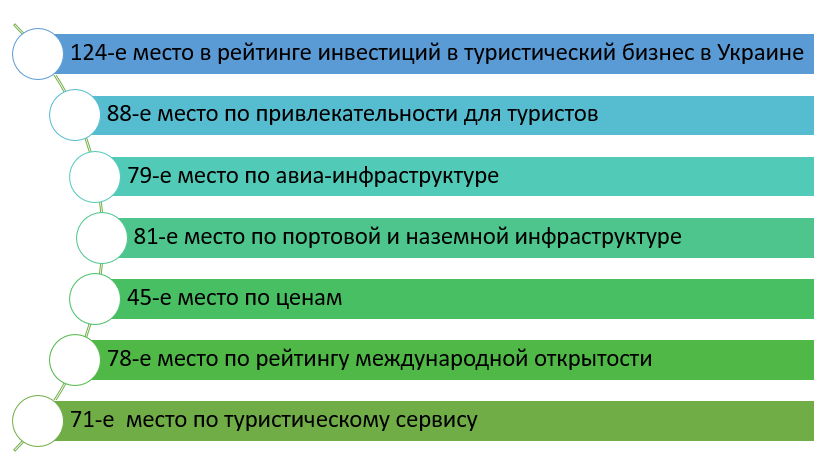 124-е место в рейтинге инвестиций в туристический бизнес в Украине
88-е место по привлекательности для туристов
79-е место по авиа-инфраструктуре
81-е место по портовой и наземной инфраструктуре
45-е место по ценам
78-е место по рейтингу международной открытости
71-е  место по туристическому сервису